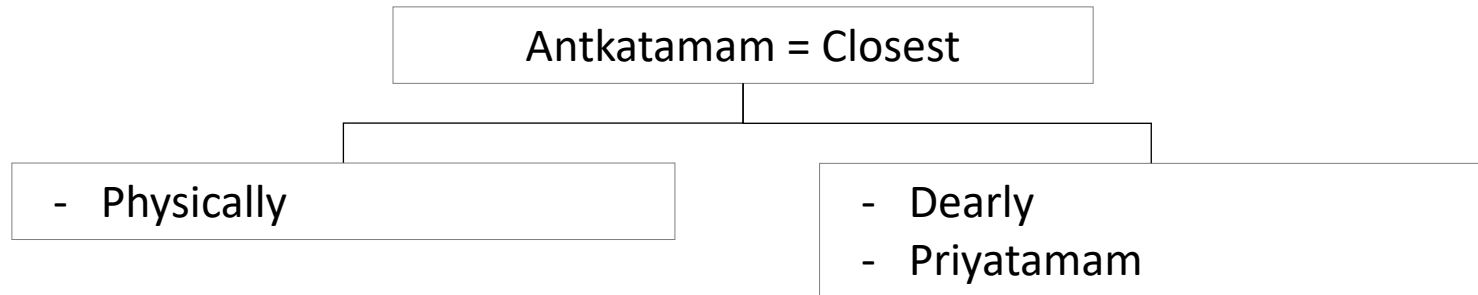 Antkatamam = Closest
- Physically
- Dearly
- Priyatamam